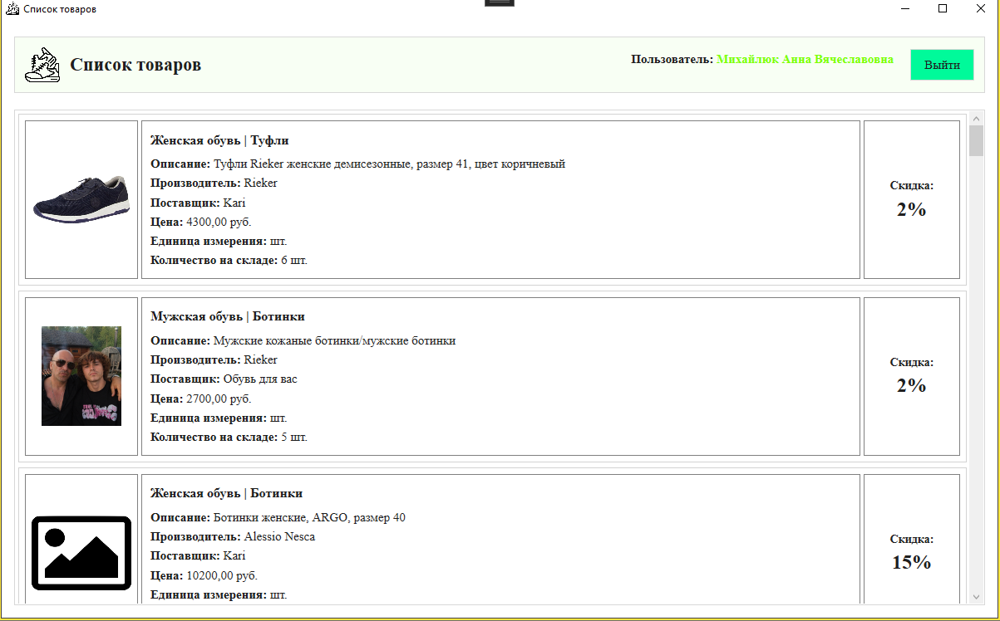 Список товаров
Список товаров
Пользователь: Михайлюк Анна Вячеславовна
Выйти
Женская обувь | Туфли
Описание: Туфли Rieker женские демисезонные, размер 41, цвет коричневый
Производитель: Rieker
Поставщик: Kari
Цена: 4300,00 руб.
Единица измерения: шт.
Количество на складе: 6 шт.
Скидка:
2%
Мужская обувь | Ботинки
Описание: Мужские кожаные ботинки/мужские ботинки
Производитель: Rieker
Поставщик: Обувь для вас
Цена: 2700,00 руб.
Единица измерения: шт.
Количество на складе: 5 шт.
Скидка:
2%
Женская обувь | Ботинки
Описание: Ботинки женские, ARGO, размер 40
Производитель: Alessio Nesca
Поставщик: Kari
Цена: 10200,00 руб.
Единица измерения: шт.
Скидка:
15%